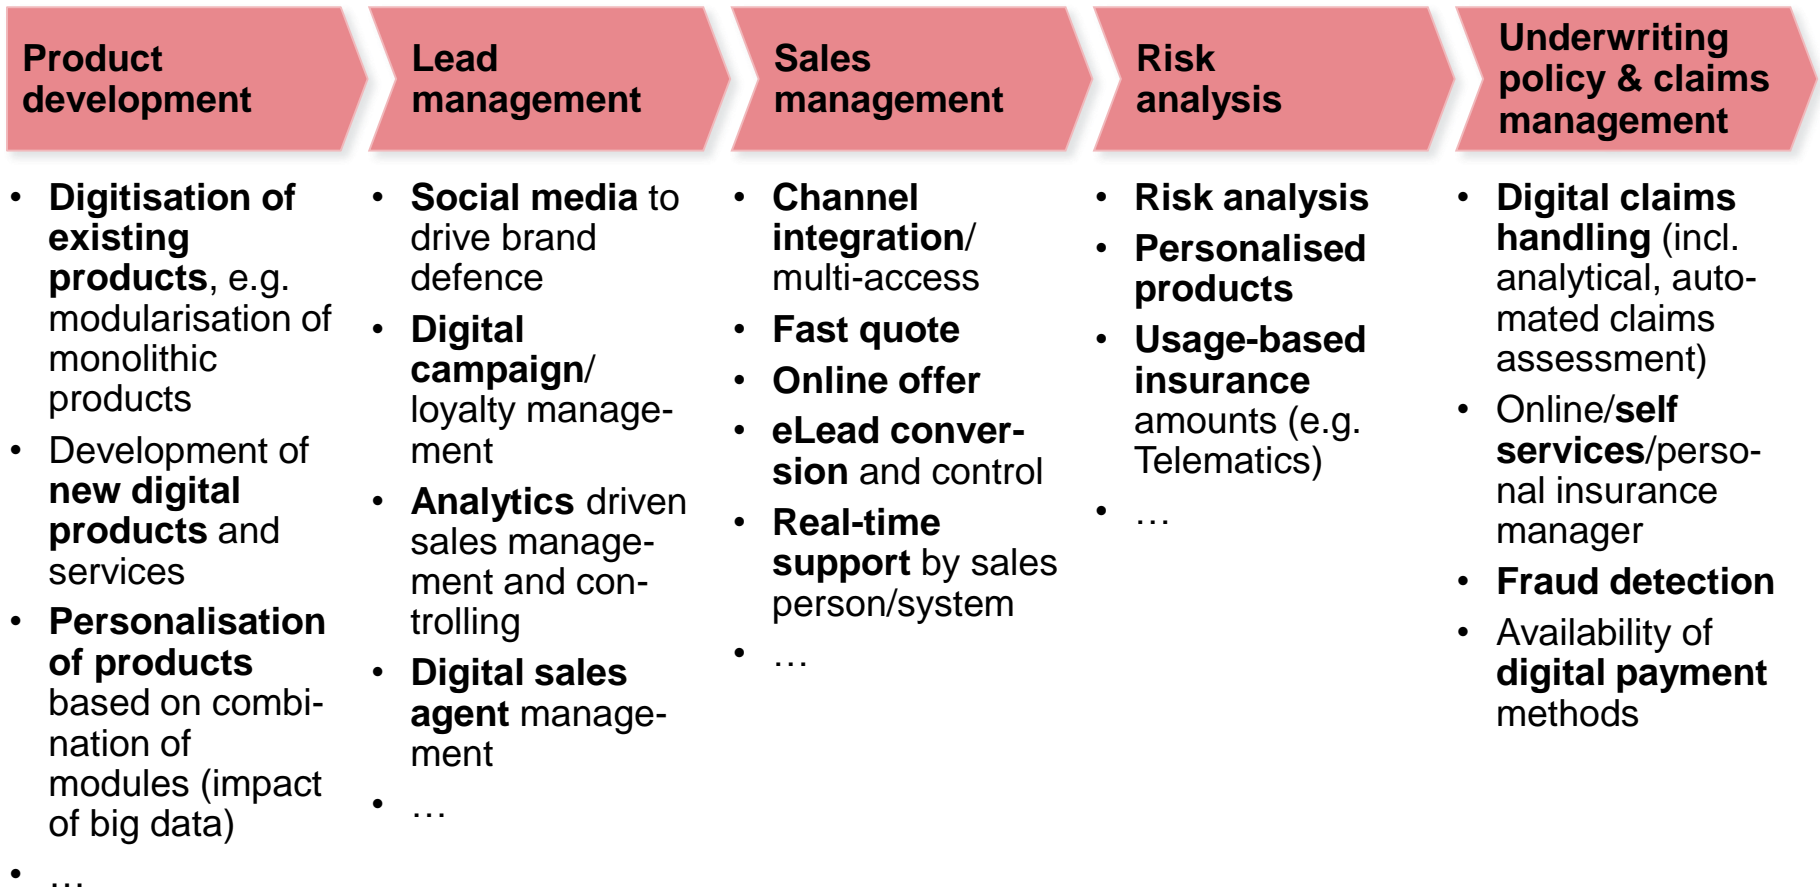 Product
development
Lead
management
Sales
management
Risk
analysis
Underwriting
policy & claims
management
• Digitisation of
existing
products, e.g.
modularisation of
monolithic
products
• Development of
new digital
products and
services
• Personalisation
of products
based on combi-
nation of
modules (impact
of big data)
• …
• Social media to
drive brand
defence
• Digital
campaign/
loyalty manage-
ment
• Analytics driven
sales manage-
ment and con-
trolling
• Digital sales
agent manage-
ment
• …
• Channel
integration/
multi-access
• Fast quote
• Online offer
• eLead conver-
sion and control
• Real-time
support by sales
person/system
• …
• Risk analysis
• Personalised
products
• Usage-based
insurance
amounts (e.g.
Telematics)
• …
• Digital claims
handling (incl.
analytical, auto-
mated claims
assessment)
• Online/self
services/perso-
nal insurance
manager
• Fraud detection
• Availability of
digital payment
methods